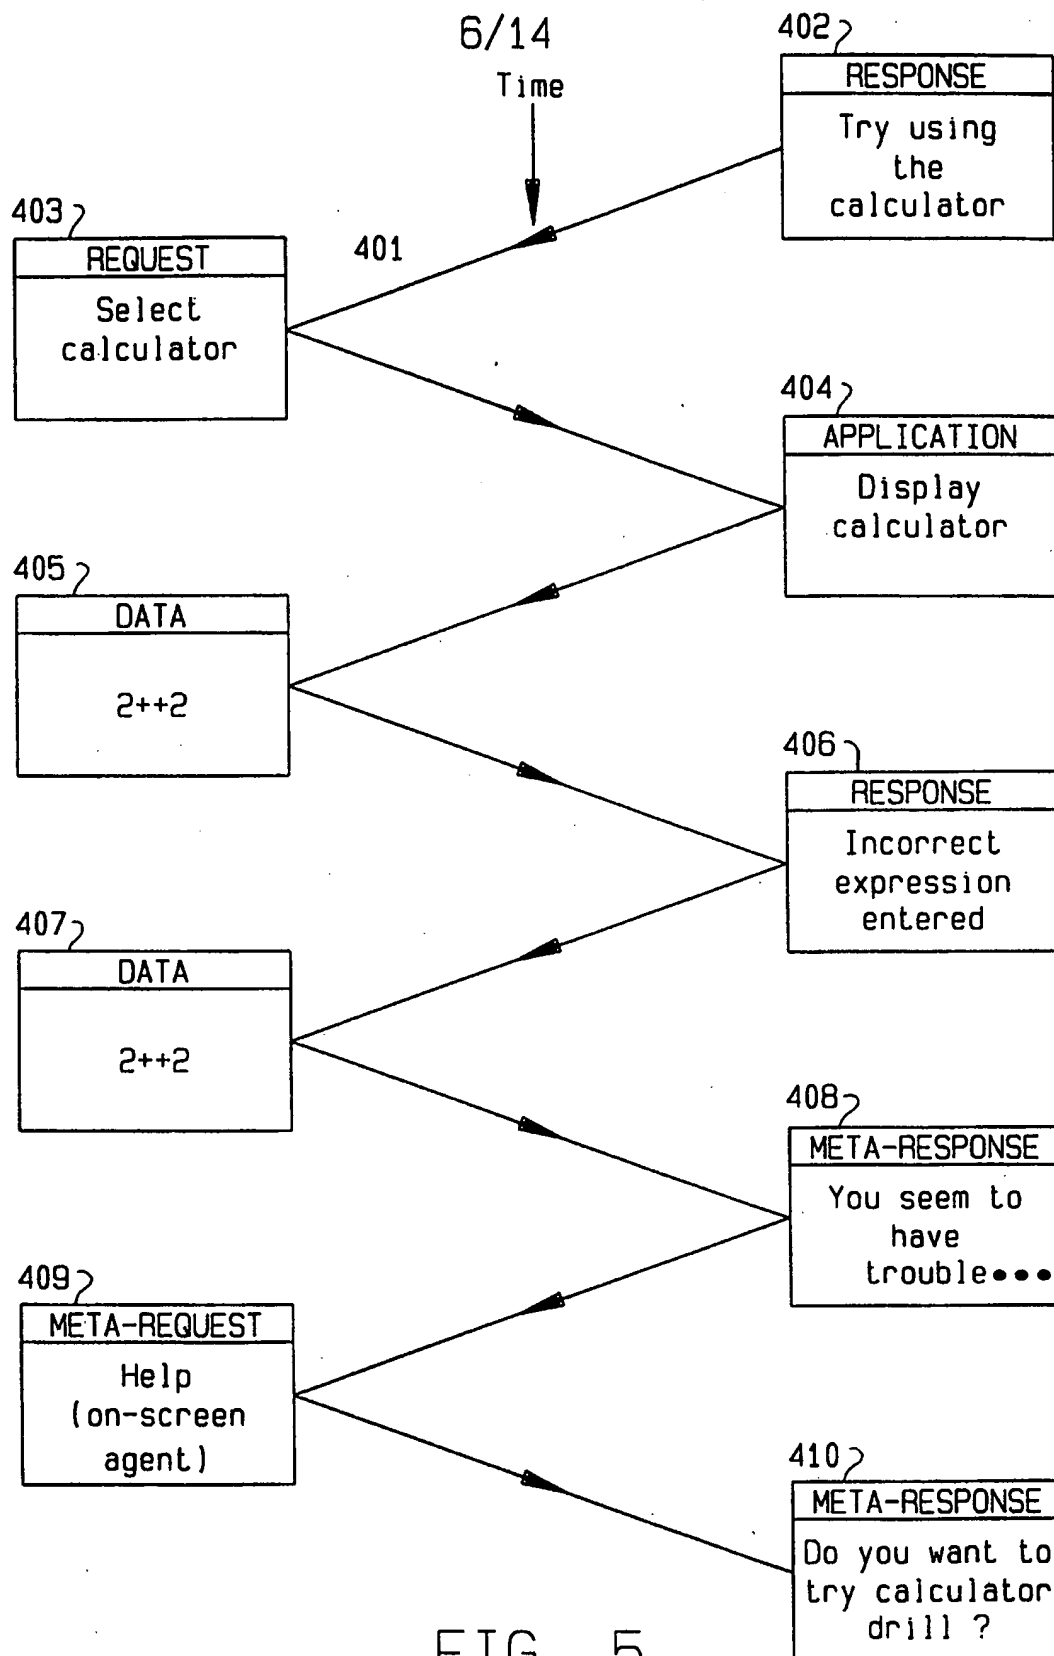 6/14
Time
402
RESPONSE
Try using
the
calculator
403
REQUEST
Select
calculator
401
404
APPLICATION
Display
calculator
405
DATA
2++2
406
RESPONSE
Incorrect
expression
entered
407
DATA
2++2
408
META-RESPONSE
You seem to
have
trouble•••
409
META-REQUEST
Help
(on-screen
agent)
410
META-RESPONSE
Do you want to
try calculator
drill ?
FIG. 5